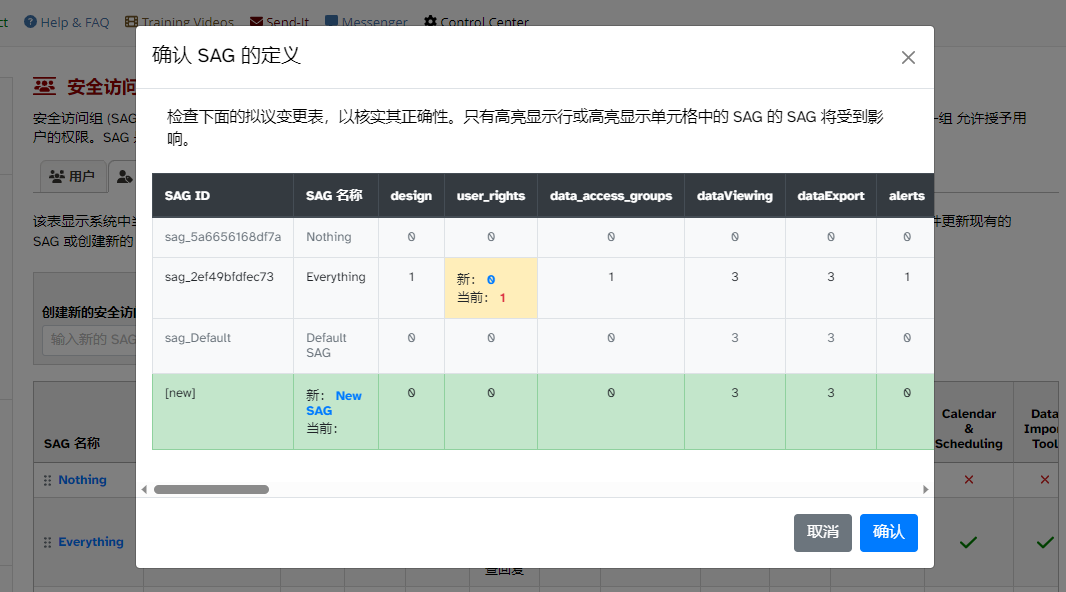 Help & FAQ Training Videos Send-It Messenger Control Center
确认 SAG 的定义
安全访问
检查下面的拟议变更表，以核实其正确性。只有高亮显示行或高亮显示单元格中的 SAG 的 SAG 将受到影
响。
安全访问组 (SAG
组 允许授予用
户的权限。SAG
用户
该表显示系统中
件更新现有的
SAG 或创建新的
SAG ID SAG 名称 design user_rights data_access_groups dataViewing dataExport alerts
sag_5a6656168df7a Nothing 0 0 0 0 0 0
sag_2ef49bfdfec73 Everything 1 新： 0 1 3 3 1
当前： 1
sag_Default Default 0 0 0 3 3 0
SAG
[new] 新： New 0 0 0 3 3 0
SAG
当前：
创建新的安全访
输入新的 SAG
SAG 名称
Calendar
&
Scheduling
Data
Impor
Tool
Nothing
Everything
取消 确认
查回复